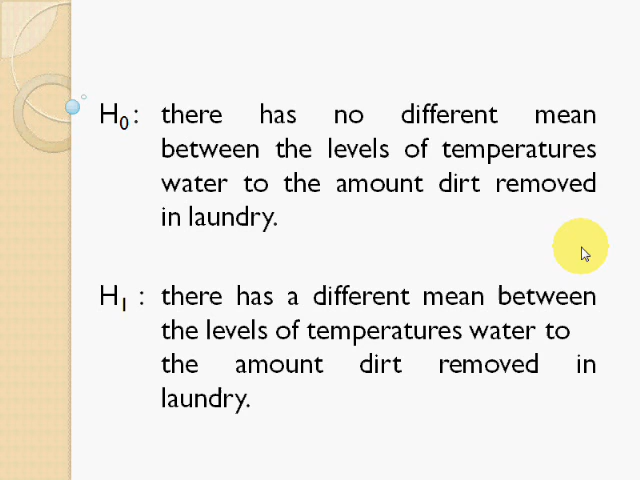 H₀ : there has no different mean
between the levels of temperatures
water to the amount dirt removed
in laundry.
H₁ : there has a different mean between
the levels of temperatures water to
the amount dirt removed in
laundry.